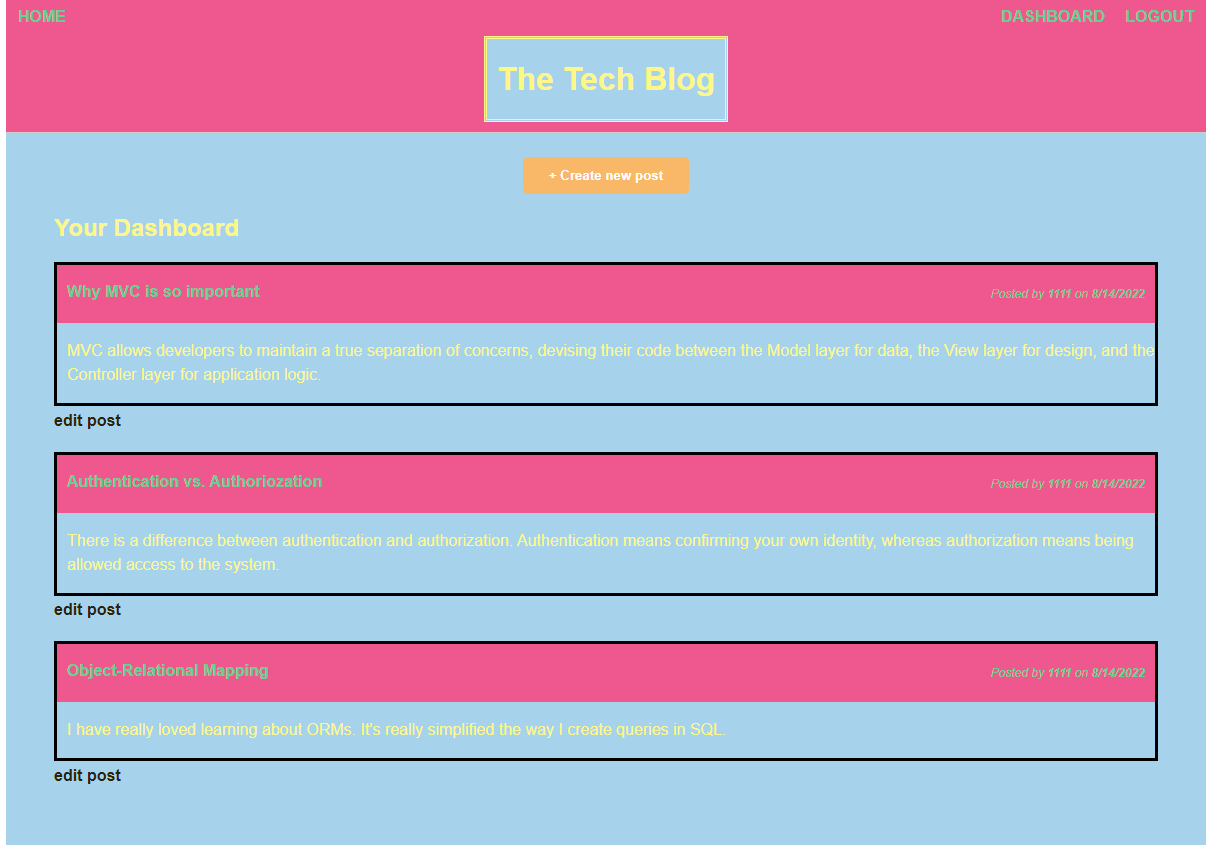 HOME
DASHBOARD LOGOUT
The Tech Blog
+ Create new post
Your Dashboard
Why MVC is so important
Posted by 1111 on 8/14/2022
MVC allows developers to maintain a true separation of concerns, devising their code between the Model layer for data, the View layer for design, and the
Controller layer for application logic.
edit post
Authentication vs. Authoriozation
Posted by 1111 on 8/14/2022
There is a difference between authentication and authorization. Authentication means confirming your own identity, whereas authorization means being
allowed access to the system.
edit post
Object-Relational Mapping
Posted by 1111 on 8/14/2022
I have really loved learning about ORMs. It's really simplified the way I create queries in SQL.
edit post